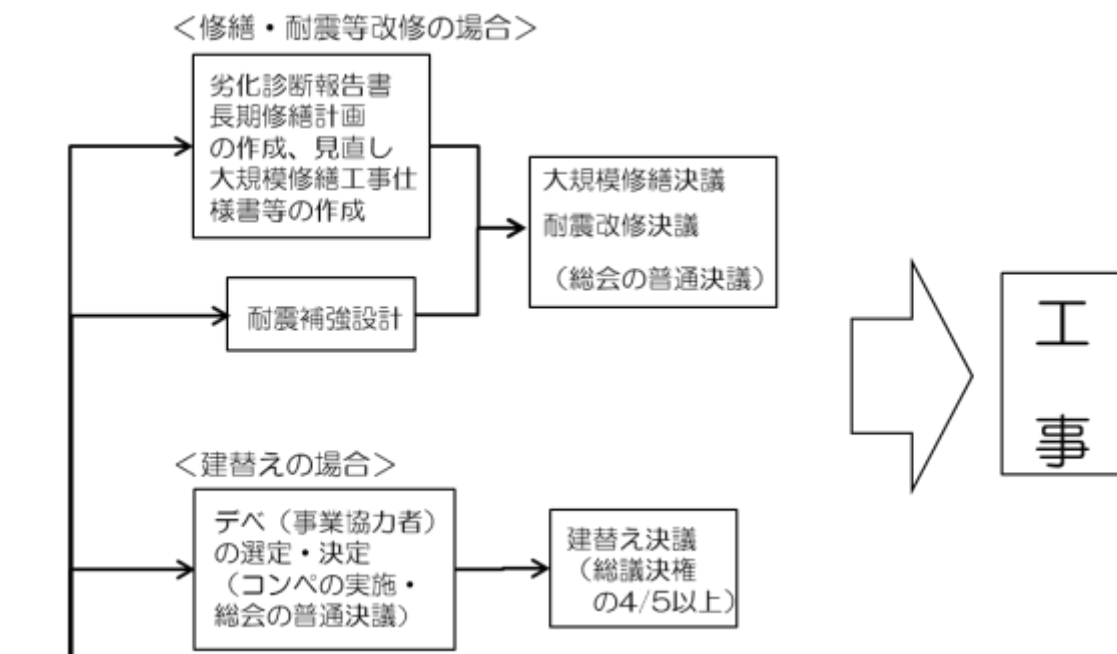 ＜修繕・耐震等改修の場合＞
劣化診断報告書
長期修繕計画
の作成、見直し
大規模修繕工事仕
様書等の作成
耐震補強設計
大規模修繕決議
耐震改修決議
（総会の普通決議）
＜建替えの場合＞
デベ（事業協力者）
の選定・決定
（コンペの実施・
総会の普通決議）
建替え決議
（総議決権
の4/5以上）
工
事